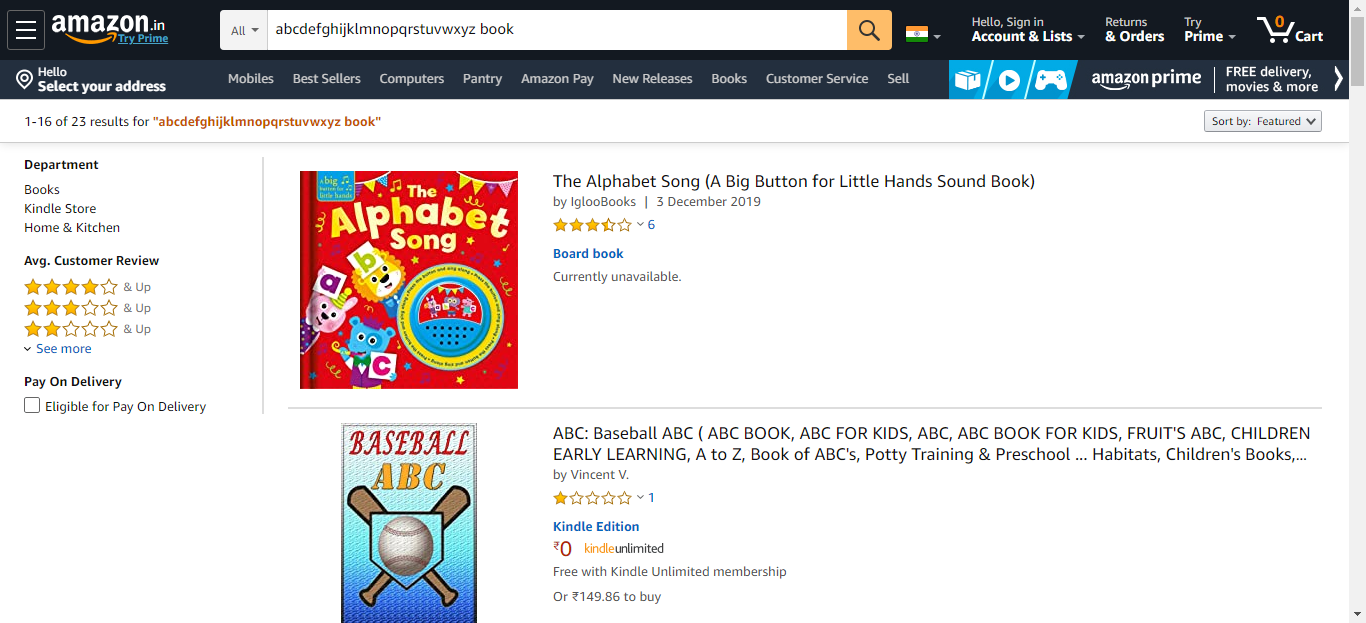 amazon.in
Try Prime
All
abcdefghijklmnopqrstuvwxyz book
Hello, Sign in
Account & Lists
Returns
& Orders
Try
Prime
0
Cart
Hello
Select your address
Mobiles
Best Sellers
Computers
Pantry
Amazon Pay
New Releases
Books
Customer Service
Sell
amazon prime
FREE delivery,
movies & more
1-16 of 23 results for "abcdefghijklmnopqrstuvwxyz book"
Sort by: Featured
Department
Books
Kindle Store
Home & Kitchen
Avg. Customer Review
& Up
& Up
& Up
See more
Pay On Delivery
Eligible for Pay On Delivery
a big
button for
little hands
The
Alphabet
Song
a
b
c
The Alphabet Song (A Big Button for Little Hands Sound Book)
by IglooBooks | 3 December 2019
6
Board book
Currently unavailable.
BASEBALL
ABC
ABC: Baseball ABC ( ABC BOOK, ABC FOR KIDS, ABC, ABC BOOK FOR KIDS, FRUIT'S ABC, CHILDREN
EARLY LEARNING, A to Z, Book of ABC's, Potty Training & Preschool ... Habitats, Children's Books,...
by Vincent V.
1
Kindle Edition
₹0 kindleunlimited
Free with Kindle Unlimited membership
Or ₹149.86 to buy